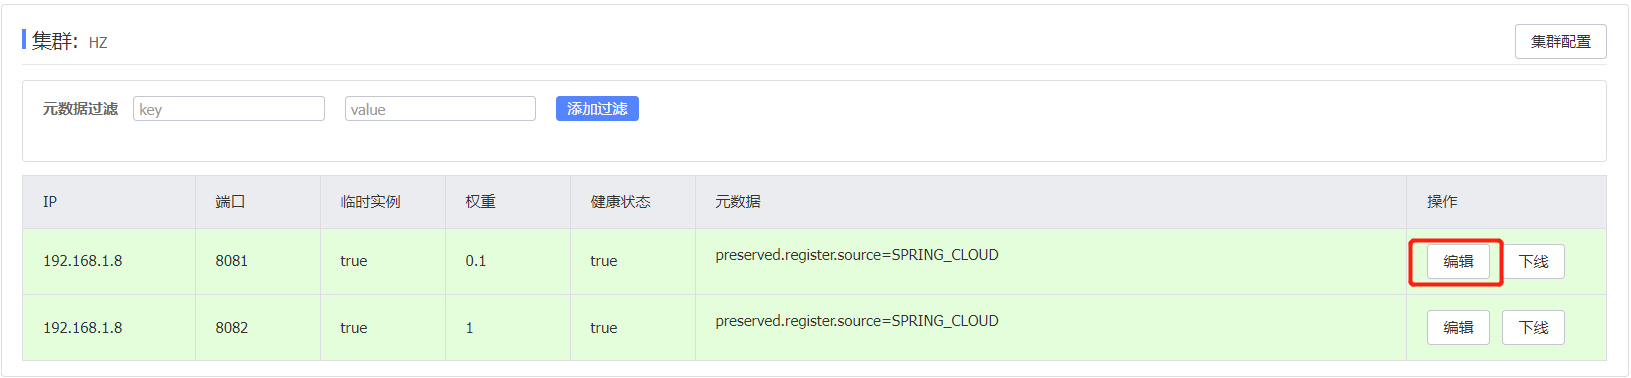 集群: HZ 集群配置
元数据过滤 key value 添加过滤
IP 端口 临时实例 权重 健康状态 元数据 操作
192.168.1.8 8081 true 0.1 true preserved.register.source=SPRING_CLOUD 编辑 下线
192.168.1.8 8082 true 1 true preserved.register.source=SPRING_CLOUD 编辑 下线